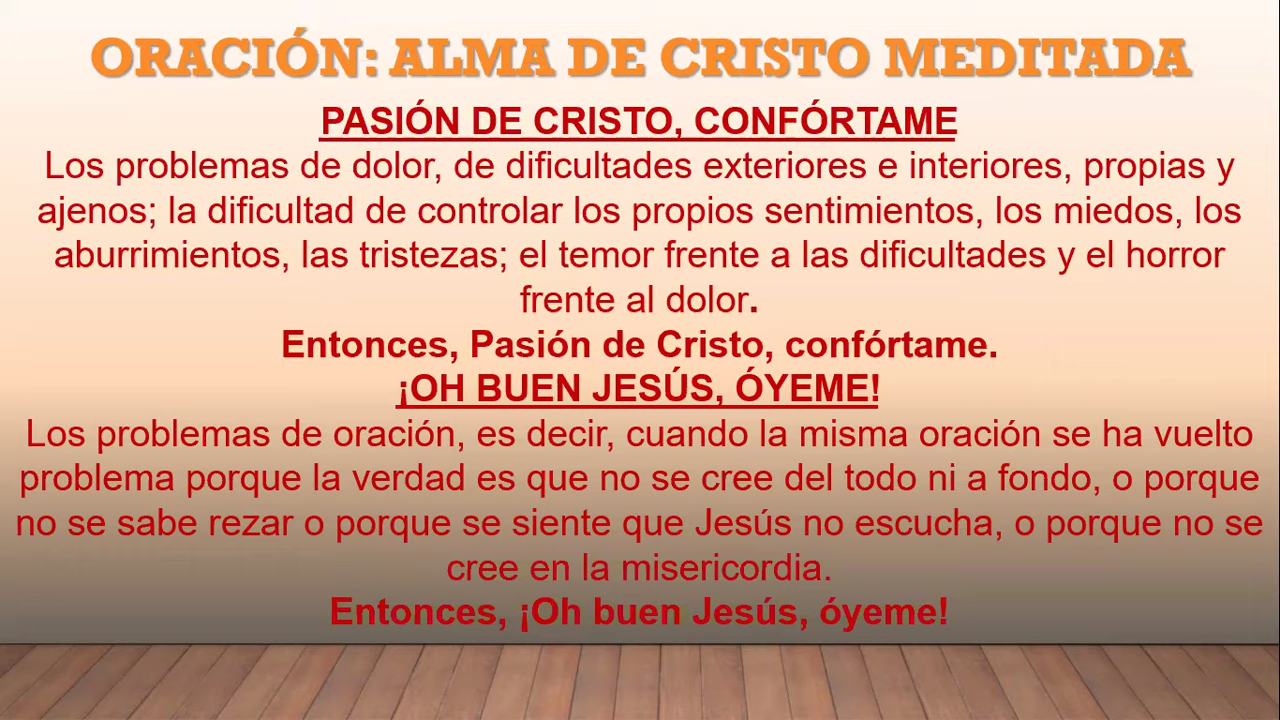 ORACIÓN: ALMA DE CRISTO MEDITADA
PASIÓN DE CRISTO, CONFÓRTAME
Los problemas de dolor, de dificultades exteriores e interiores, propias y
ajenos; la dificultad de controlar los propios sentimientos, los miedos, los
aburrimientos, las tristezas; el temor frente a las dificultades y el horror
frente al dolor.
Entonces, Pasión de Cristo, confórtame.
¡OH BUEN JESÚS, ÓYEME!
Los problemas de oración, es decir, cuando la misma oración se ha vuelto
problema porque la verdad es que no se cree del todo ni a fondo, o porque
no se sabe rezar o porque se siente que Jesús no escucha, o porque no se
cree en la misericordia.
Entonces, ¡Oh buen Jesús, óyeme!